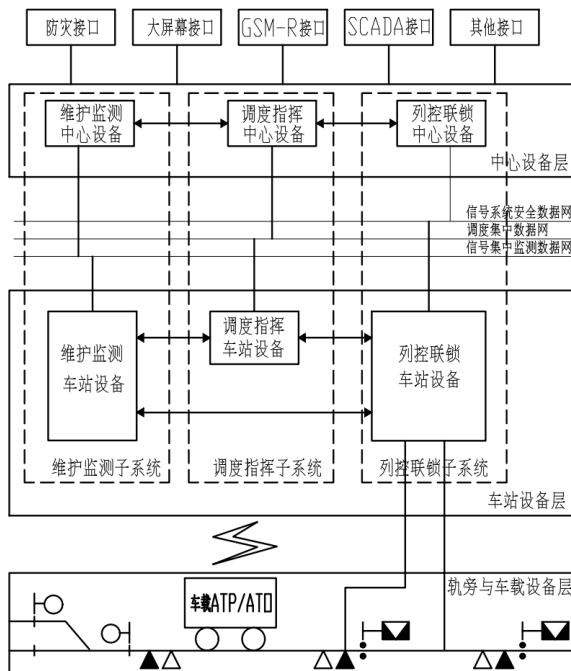 防灾接口
大屏幕接口
GSM-R接口
SCADA接口
其他接口
维护监测
中心设备
调度指挥
中心设备
列控联锁
中心设备
中心设备层
信号系统安全数据网
调度集中数据网
信号集中监测数据网
维护监测
车站设备
调度指挥
车站设备
列控联锁
车站设备
维护监测子系统
调度指挥子系统
列控联锁子系统
车站设备层
轨旁与车载设备层
车载ATP/ATO